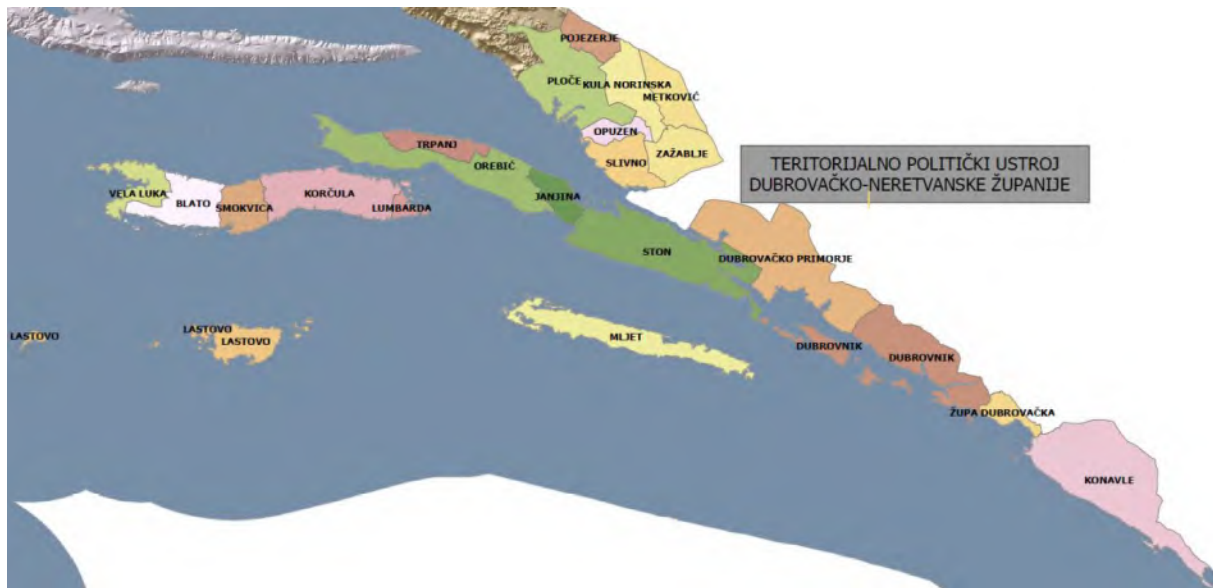 POJEZERJE
PLOČE
KULA NORINSKA
METKOVIĆ
OPUZEN
SLIVNO
ZAŽABLJE
TERITORIJALNO POLITIČKI USTROJ
DUBROVAČKO-NERETVANSKE ŽUPANIJE
TRPANJ
OREBIĆ
JANJINA
VELA LUKA
BLATO
SMOKVICA
KORČULA
LUMBARDA
STON
DUBROVAČKO PRIMORJE
LASTOVO
LASTOVO
LASTOVO
MLJET
DUBROVNIK
DUBROVNIK
ŽUPA DUBROVAČKA
KONAVLE